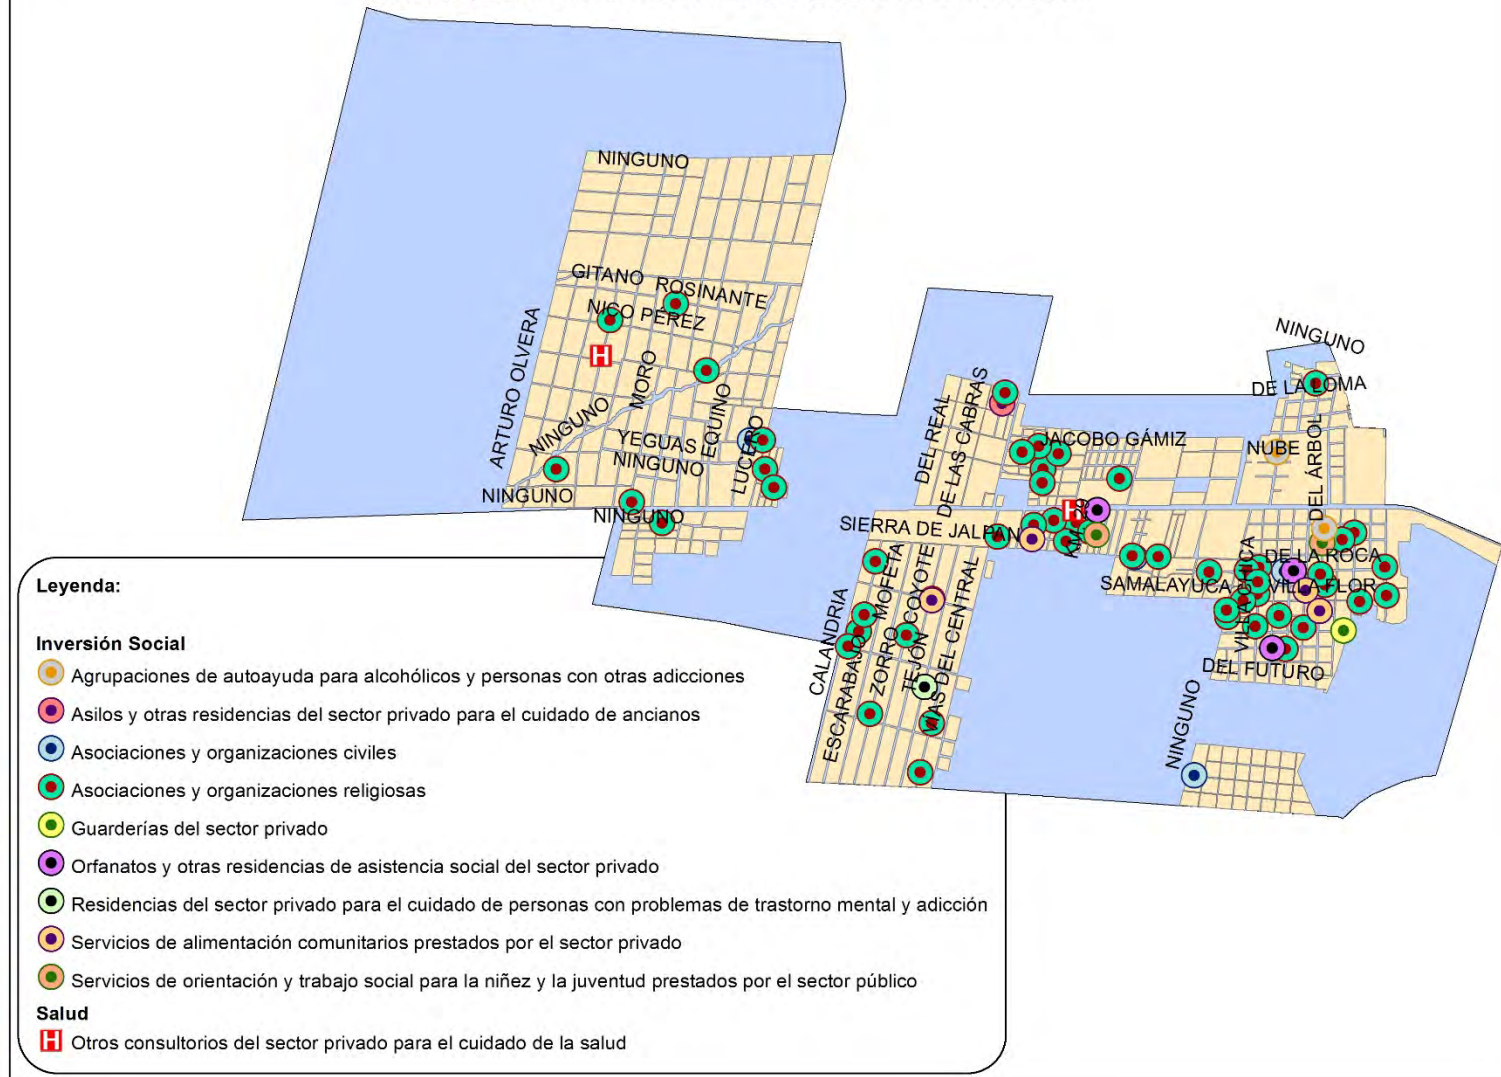 NINGUNO
GITANO
ROSINANTE
NICO PÉREZ
ARTURO OLVERA
MORO
NINGUNO
EQUINO
YEGUAS
LUCERO
NINGUNO
NINGUNO
NINGUNO
NINGUNO
DE LA LOMA
DEL REAL
DE LAS CABRAS
JACOBO GÁMIZ
NUBE
DEL ÁRBOL
H
H
SIERRA DE JALPAN
MOFETA
COYOTE
DE LA ROCA
SAMALAYUCA
VILLA FLOR
VILLA CHICA
CALANDRIA
ESCARABAJO
ZORRO
TEJÓN
VÍAS DEL CENTRAL
DEL FUTURO
NINGUNO
Leyenda:
Inversión Social
Agrupaciones de autoayuda para alcohólicos y personas con otras adicciones
Asilos y otras residencias del sector privado para el cuidado de ancianos
Asociaciones y organizaciones civiles
Asociaciones y organizaciones religiosas
Guarderías del sector privado
Orfanatos y otras residencias de asistencia social del sector privado
Residencias del sector privado para el cuidado de personas con problemas de trastorno mental y adicción
Servicios de alimentación comunitarios prestados por el sector privado
Servicios de orientación y trabajo social para la niñez y la juventud prestados por el sector público
Salud
H Otros consultorios del sector privado para el cuidado de la salud